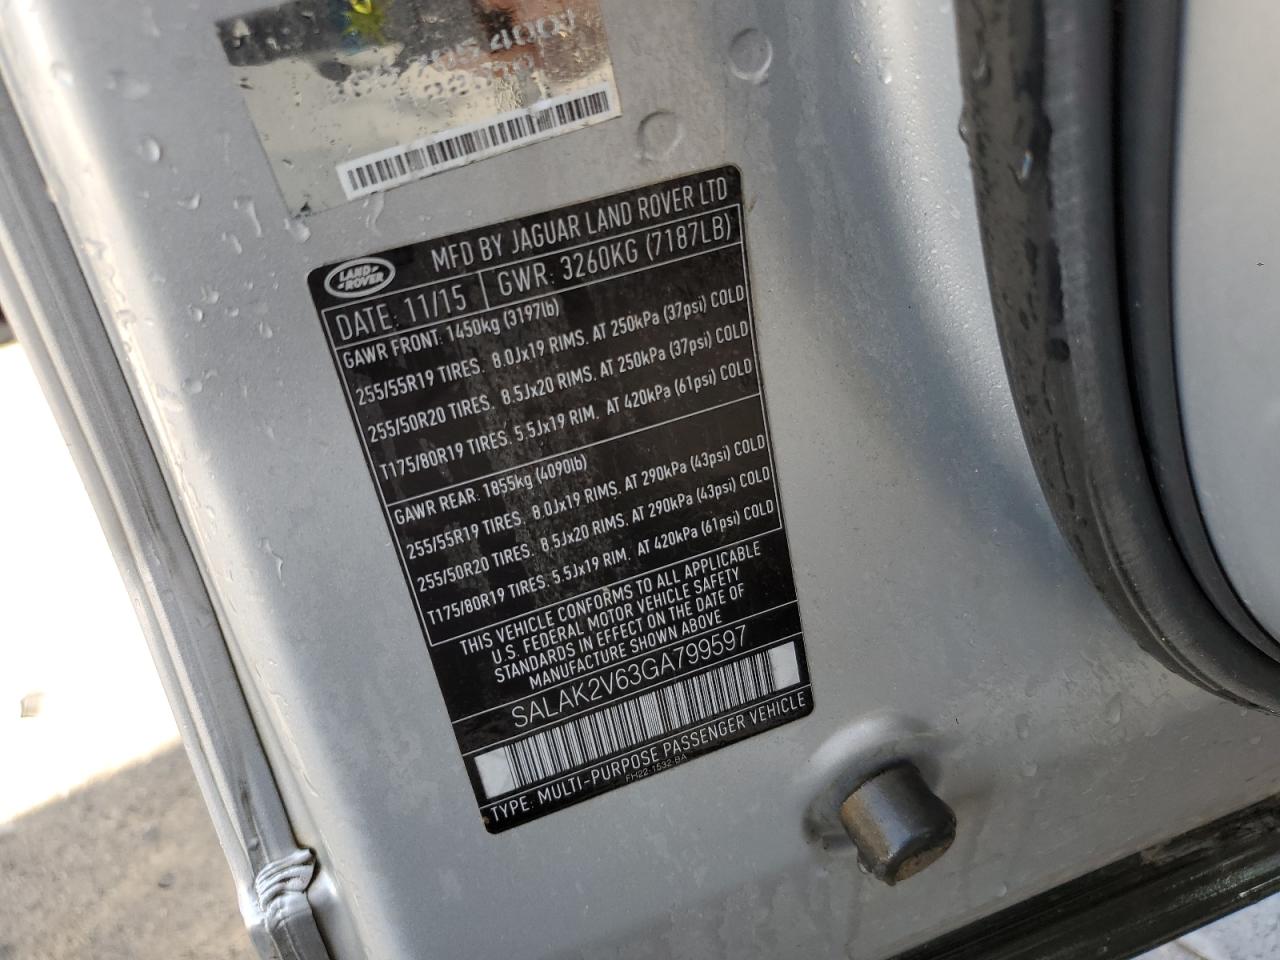 LAND
ROVER
MFD BY JAGUAR LAND ROVER LTD
DATE: 11/15 GWR: 3260KG (7187LB)
GAWR FRONT: 1450kg (3197lb)
255/55R19 TIRES. 8.0Jx19 RIMS. AT 250kPa (37psi) COLD
255/50R20 TIRES. 8.5Jx20 RIMS. AT 250kPa (37psi) COLD
T175/80R19 TIRES. 5.5Jx19 RIM. AT 420kPa (61psi) COLD
GAWR REAR: 1855kg (4090lb)
255/55R19 TIRES. 8.0Jx19 RIMS. AT 290kPa (43psi) COLD
255/50R20 TIRES. 8.5Jx20 RIMS. AT 290kPa (43psi) COLD
T175/80R19 TIRES: 5.5Jx19 RIM. AT 420kPa (61psi) COLD
THIS VEHICLE CONFORMS TO ALL APPLICABLE
U.S. FEDERAL MOTOR VEHICLE SAFETY
STANDARDS IN EFFECT ON THE DATE OF
MANUFACTURE SHOWN ABOVE
SALAK2V63GA799597
TYPE: MULTI-PURPOSE PASSENGER VEHICLE
FH22-1532-BA